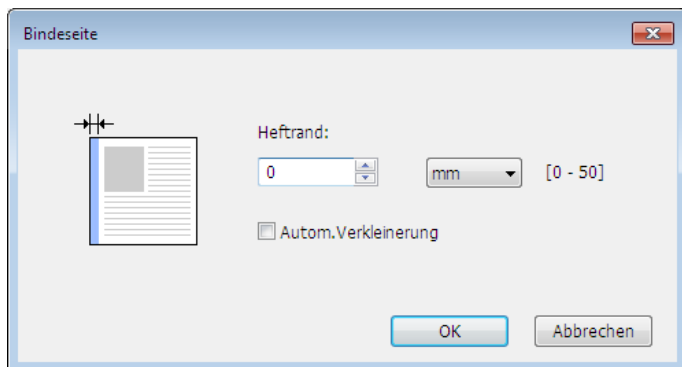 Bindeseite
Heftrand:
0 mm [0 - 50]
Autom.Verkleinerung
OK Abbrechen